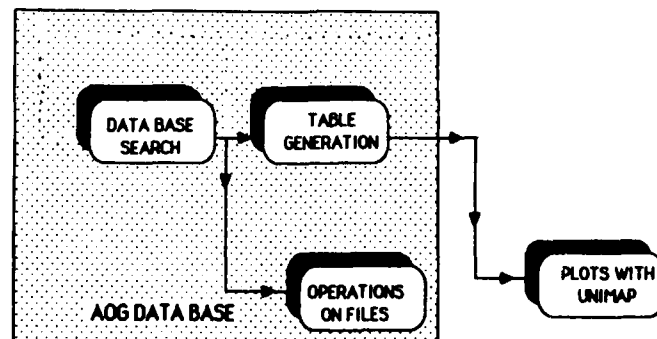 DATA BASE
SEARCH
TABLE
GENERATION
OPERATIONS
ON FILES
AOG DATA BASE
PLOTS WITH
UNIMAP